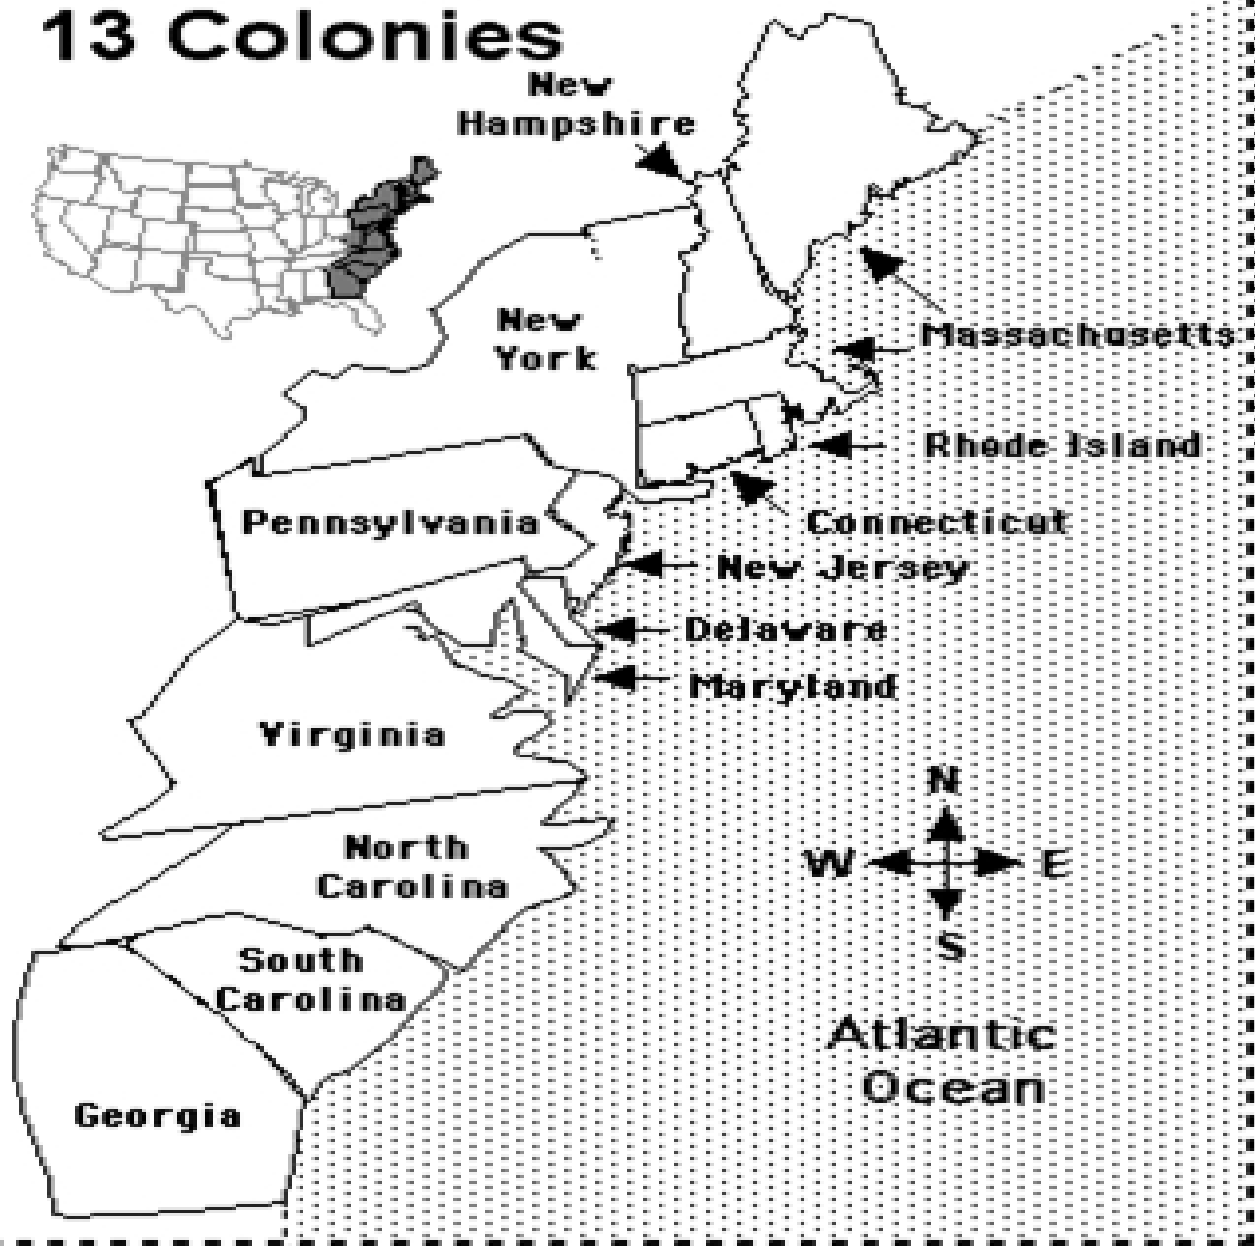 13 Colonies
New
Hampshire
New
York
Massachusetts
Rhode Island
Connecticut
Pennsylvania
New Jersey
Delaware
Maryland
Virginia
N
W E
S
North
Carolina
South
Carolina
Atlantic
Ocean
Georgia